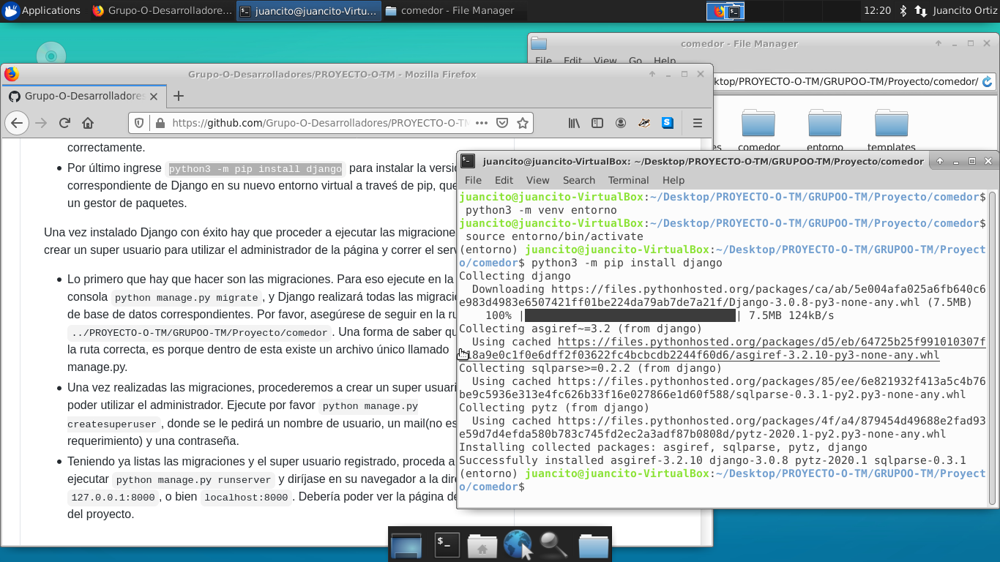 Applications
Grupo-O-Desarrolladore...
juancito@juancito-Virtu...
comedor - File Manager
12:20
Juancito Ortiz
comedor - File Manager
File Edit View Go Help
ktop/PROYECTO-O-TM/GRUPOO-TM/Proyecto/comedor/
comedor
entorno
templates
Grupo-O-Desarrolladores/PROYECTO-O-TM - Mozilla Firefox
Grupo-O-Desarrolladores
https://github.com/Grupo-O-Desarrolladores/PROYECTO-O-TM
correctamente.
Por último ingrese python3 -m pip install django para instalar la versi
correspondiente de Django en su nuevo entorno virtual a traveś de pip, que
un gestor de paquetes.
Una vez instalado Django con éxito hay que proceder a ejecutar las migracione
crear un super usuario para utilizar el administrador de la página y correr el serv
Lo primero que hay que hacer son las migraciones. Para eso ejecute en la
consola python manage.py migrate, y Django realizará todas las migraci
de base de datos correspondientes. Por favor, asegúrese de seguir en la ru
../PROYECTO-O-TM/GRUPOO-TM/Proyecto/comedor. Una forma de saber qu
la ruta correcta, es porque dentro de esta existe un archivo único llamado
manage.py.
Una vez realizadas las migraciones, procederemos a crear un super usuari
poder utilizar el administrador. Ejecute por favor python manage.py
createsuperuser, donde se le pedirá un nombre de usuario, un mail(no es
requerimiento) y una contraseña.
Teniendo ya listas las migraciones y el super usuario registrado, proceda a
ejecutar python manage.py runserver y diríjase en su navegador a la dire
127.0.0.1:8000, o bien localhost:8000. Debería poder ver la página de
del proyecto.
juancito@juancito-VirtualBox: ~/Desktop/PROYECTO-O-TM/GRUPOO-TM/Proyecto/comedor
File Edit View Search Terminal Help
juancito@juancito-VirtualBox:~/Desktop/PROYECTO-O-TM/GRUPOO-TM/Proyecto/comedor$
python3 -m venv entorno
juancito@juancito-VirtualBox:~/Desktop/PROYECTO-O-TM/GRUPOO-TM/Proyecto/comedor$
source entorno/bin/activate
(entorno) juancito@juancito-VirtualBox:~/Desktop/PROYECTO-O-TM/GRUPOO-TM/Proyect
o/comedor$ python3 -m pip install django
Collecting django
Downloading https://files.pythonhosted.org/packages/ca/ab/5e004afa025a6fb640c6
e983d4983e6507421ff01be224da79ab7de7a21f/Django-3.0.8-py3-none-any.whl (7.5MB)
100% || 7.5MB 124kB/s
Collecting asgiref~=3.2 (from django)
Using cached https://files.pythonhosted.org/packages/d5/eb/64725b25f991010307f
18a9e0c1f0e6dff2f03622fc4bcbcdb2244f60d6/asgiref-3.2.10-py3-none-any.whl
Collecting sqlparse>=0.2.2 (from django)
Using cached https://files.pythonhosted.org/packages/85/ee/6e821932f413a5c4b76
be9c5936e313e4fc626b33f16e027866e1d60f588/sqlparse-0.3.1-py2.py3-none-any.whl
Collecting pytz (from django)
Using cached https://files.pythonhosted.org/packages/4f/a4/879454d49688e2fad93
e59d7d4efda580b783c745fd2ec2a3adf87b0808d/pytz-2020.1-py2.py3-none-any.whl
Installing collected packages: asgiref, sqlparse, pytz, django
Successfully installed asgiref-3.2.10 django-3.0.8 pytz-2020.1 sqlparse-0.3.1
(entorno) juancito@juancito-VirtualBox:~/Desktop/PROYECTO-O-TM/GRUPOO-TM/Proyect
o/comedor$